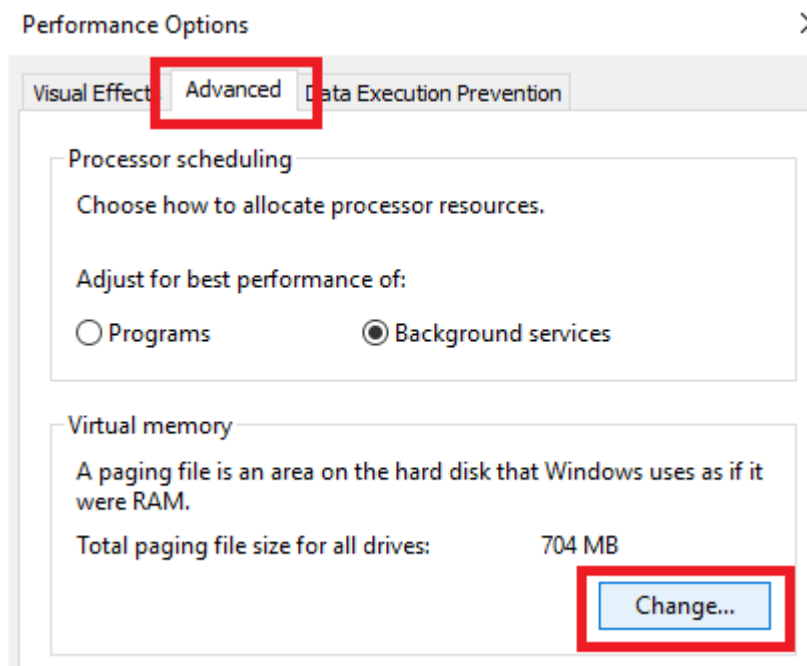 Performance Options
Visual Effects Advanced Data Execution Prevention
Processor scheduling
Choose how to allocate processor resources.
Adjust for best performance of:
Programs Background services
Virtual memory
A paging file is an area on the hard disk that Windows uses as if it
were RAM.
Total paging file size for all drives: 704 MB
Change...